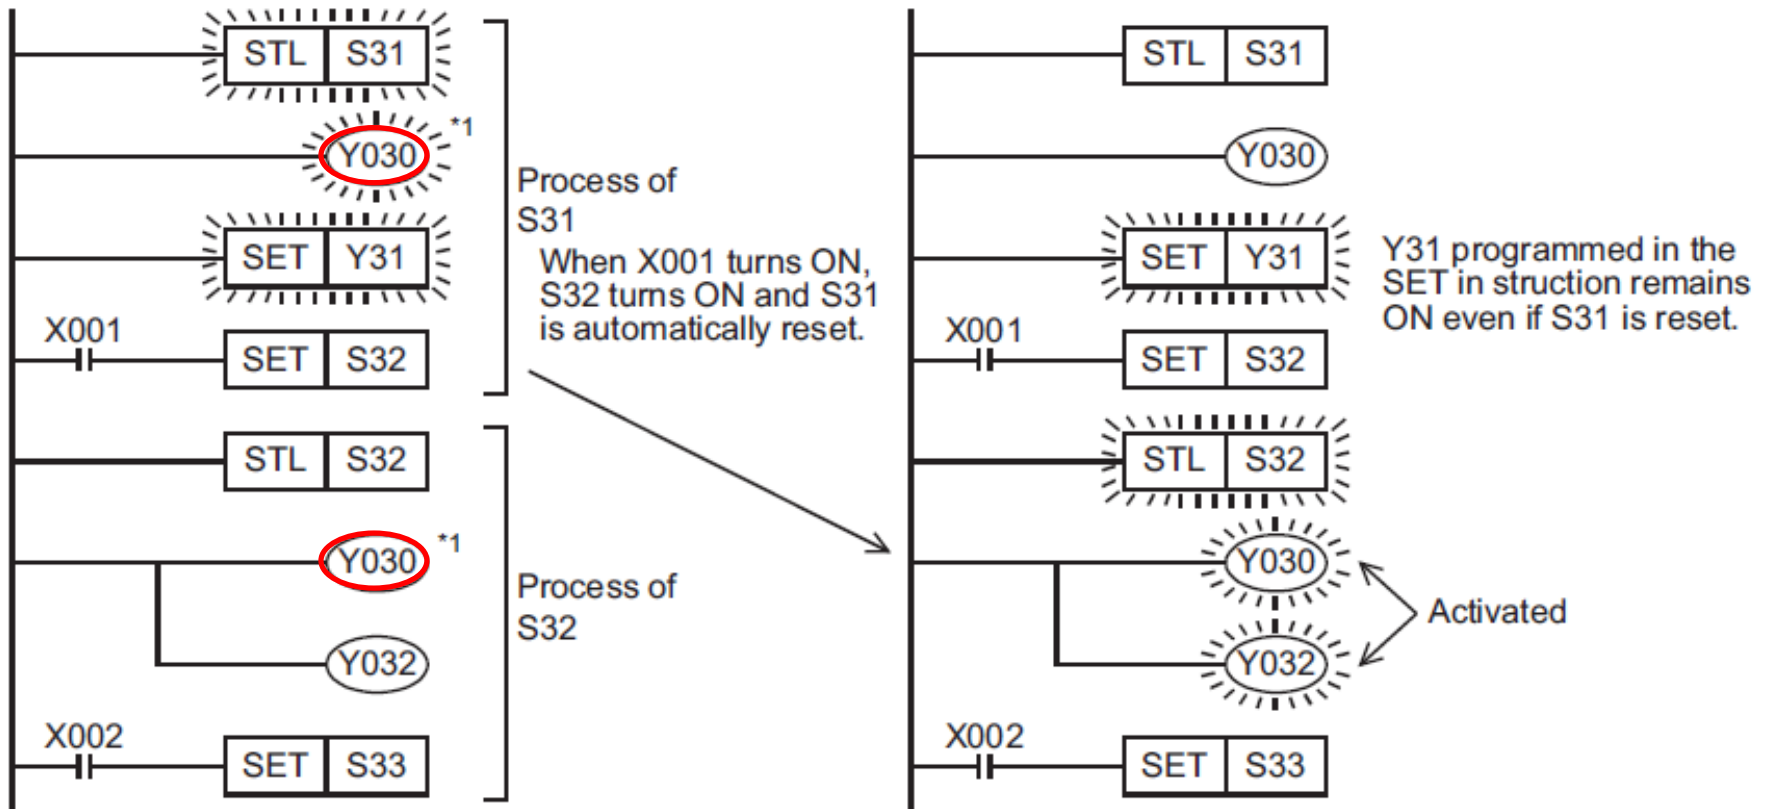 STL S31
Y030 *1
SET Y31
X001
SET S32
Process of
S31
When X001 turns ON,
S32 turns ON and S31
is automatically reset.
STL S32
Y030 *1
Y032
X002
SET S33
Process of
S32
STL S31
Y030
SET Y31
Y31 programmed in the
SET in struction remains
ON even if S31 is reset.
X001
SET S32
STL S32
Y030
Y032
Activated
X002
SET S33